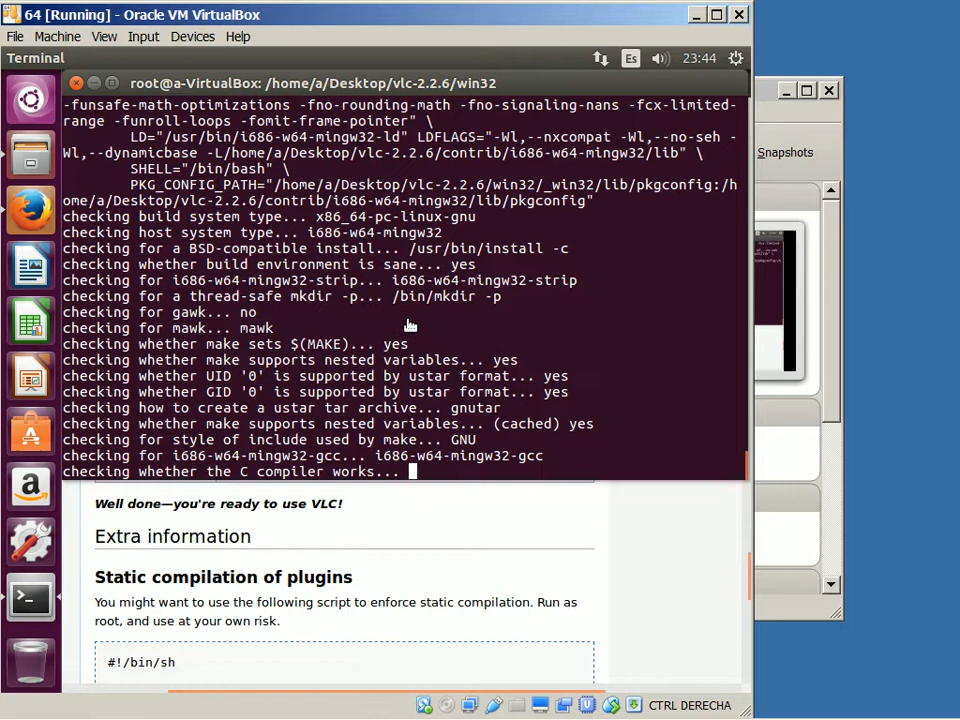 64 [Running] - Oracle VM VirtualBox
File Machine View Input Devices Help
Terminal
Es
23:44
root@a-VirtualBox: /home/a/Desktop/vlc-2.2.6/win32
-funsafe-math-optimizations -fno-rounding-math -fno-signaling-nans -fcx-limited-
range -funroll-loops -fomit-frame-pointer" \
LD="/usr/bin/i686-w64-mingw32-ld" LDFLAGS="-Wl,--nxcompat -Wl,--no-seh -
Wl,--dynamicbase -L/home/a/Desktop/vlc-2.2.6/contrib/i686-w64-mingw32/lib" \
SHELL="/bin/bash" \
PKG_CONFIG_PATH="/home/a/Desktop/vlc-2.2.6/win32/_win32/lib/pkgconfig:/h
ome/a/Desktop/vlc-2.2.6/contrib/i686-w64-mingw32/lib/pkgconfig"
checking build system type... x86_64-pc-linux-gnu
checking host system type... i686-w64-mingw32
checking for a BSD-compatible install... /usr/bin/install -c
checking whether build environment is sane... yes
checking for i686-w64-mingw32-strip... i686-w64-mingw32-strip
checking for a thread-safe mkdir -p... /bin/mkdir -p
checking for gawk... no
checking for mawk... mawk
checking whether make sets $(MAKE)... yes
checking whether make supports nested variables... yes
checking whether UID '0' is supported by ustar format... yes
checking whether GID '0' is supported by ustar format... yes
checking how to create a ustar tar archive... gnutar
checking whether make supports nested variables... (cached) yes
checking for style of include used by make... GNU
checking for i686-w64-mingw32-gcc... i686-w64-mingw32-gcc
checking whether the C compiler works...
Snapshots
Well done—you're ready to use VLC!
Extra information
Static compilation of plugins
You might want to use the following script to enforce static compilation. Run as
root, and use at your own risk.
#!/bin/sh
CTRL DERECHA